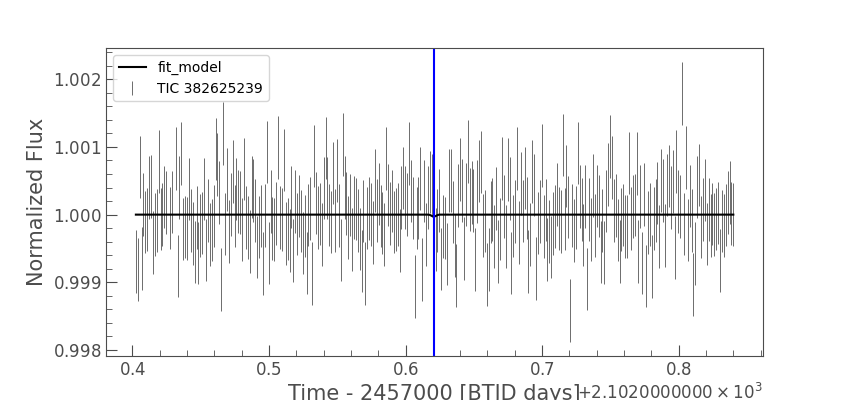 fit_model
TIC 382625239
Normalized Flux
1.002
1.001
1.000
0.999
0.998
0.4 0.5 0.6 0.7 0.8
Time - 2457000 [BTJD days]
+2.1020000000 × 10³